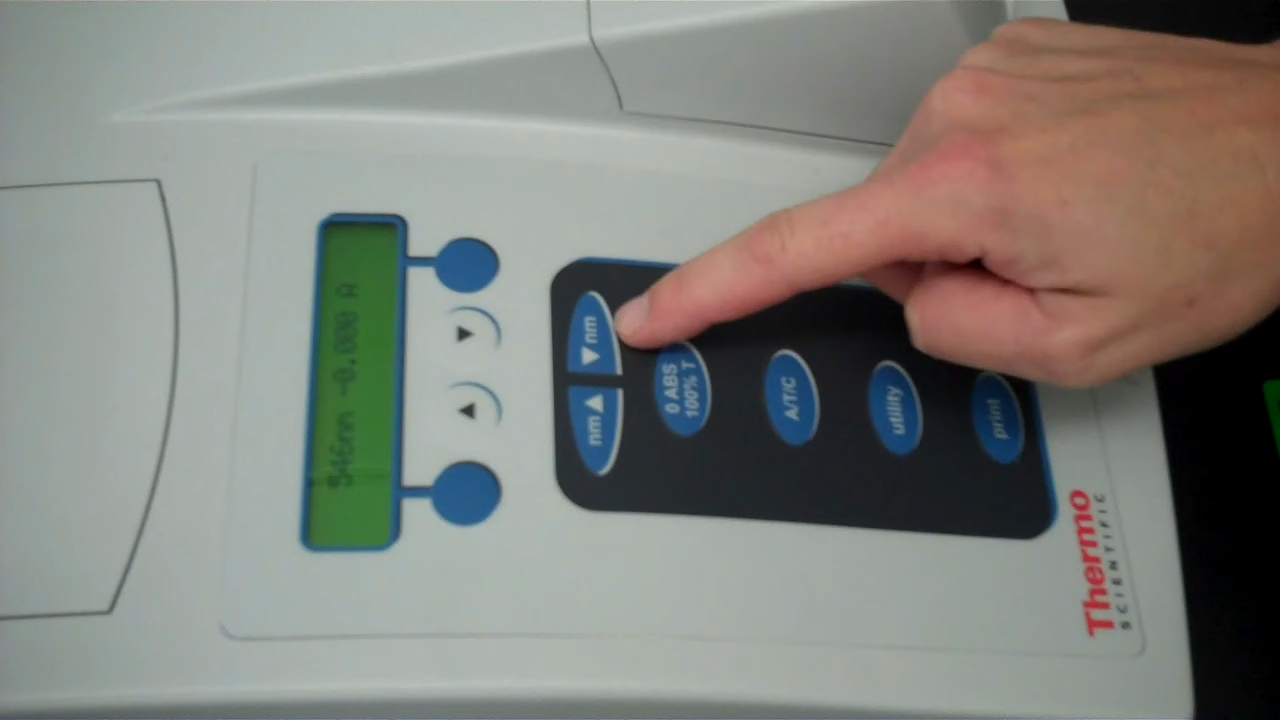 546nm -0.000 A
nm▲ ▼nm
0 ABS
100% T
A/T/C
utility
print
Thermo
SCIENTIFIC